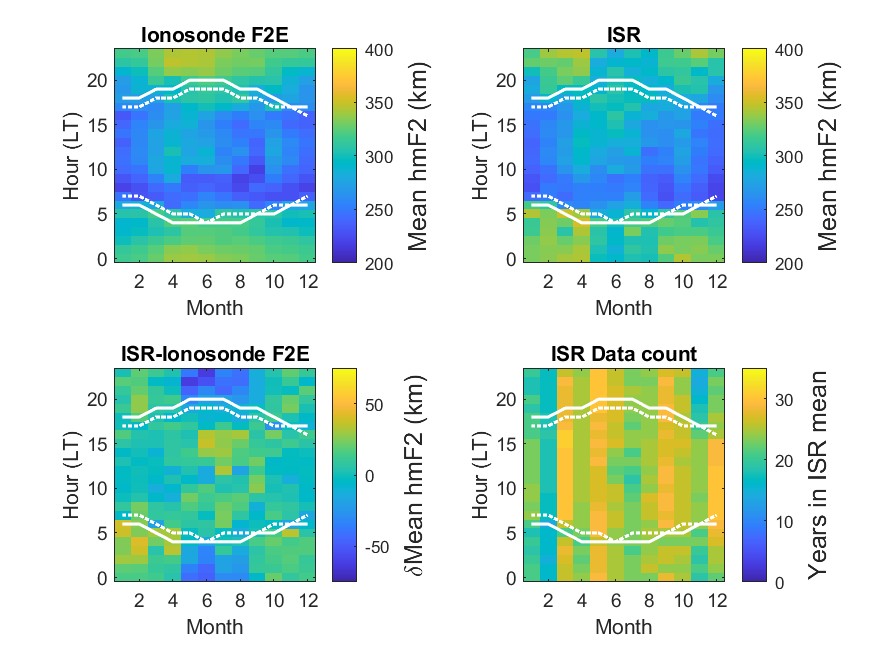 Ionosonde F2E
ISR
20
15
10
5
0
Hour (LT)
2 4 6 8 10 12
Month
400
350
300
250
200
Mean hmF2 (km)
20
15
10
5
0
Hour (LT)
2 4 6 8 10 12
Month
400
350
300
250
200
Mean hmF2 (km)
ISR-Ionosonde F2E
ISR Data count
20
15
10
5
0
Hour (LT)
2 4 6 8 10 12
Month
50
0
-50
δMean hmF2 (km)
20
15
10
5
0
Hour (LT)
2 4 6 8 10 12
Month
30
20
10
0
Years in ISR mean